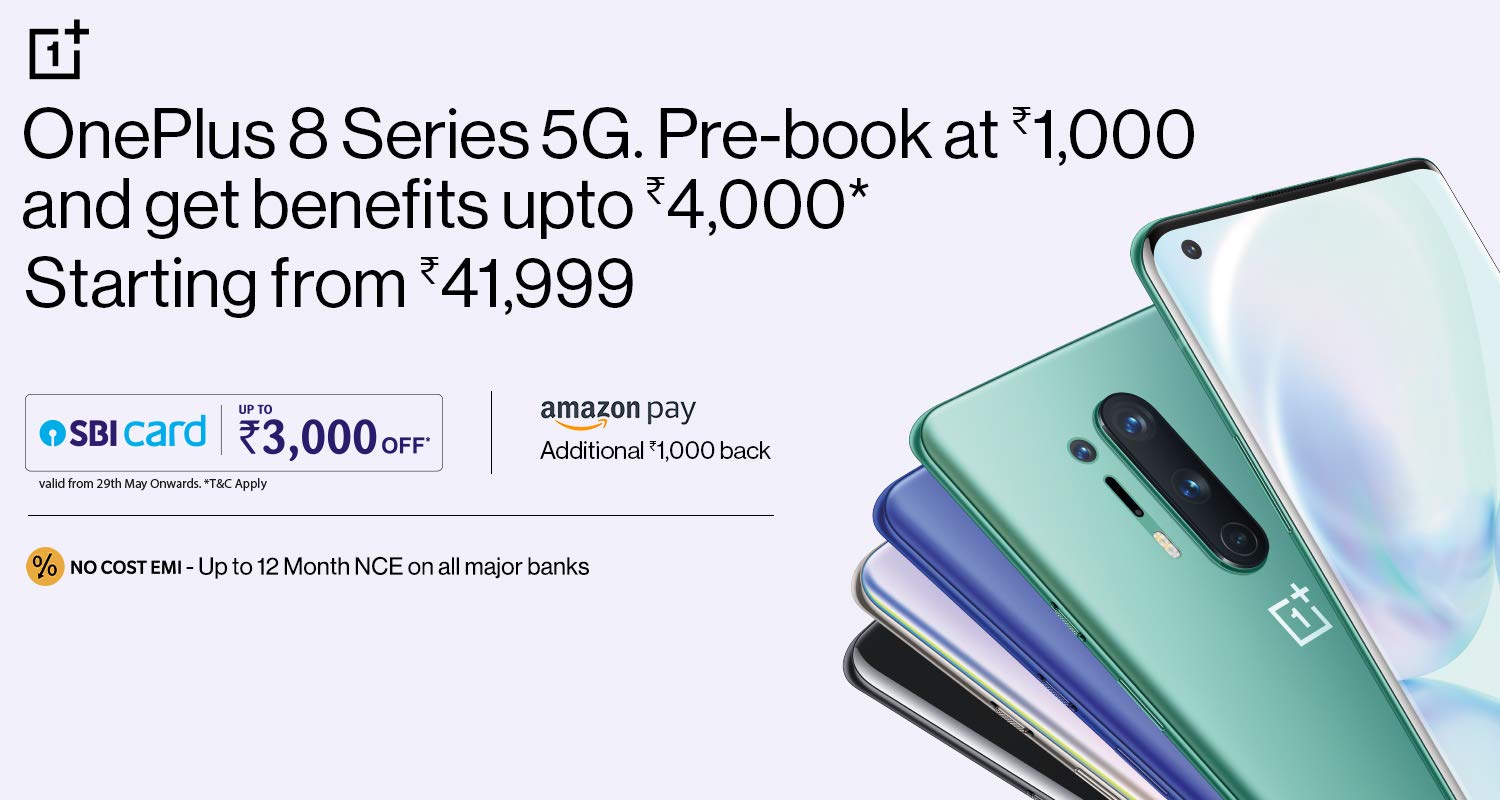 1+
OnePlus 8 Series 5G. Pre-book at ₹1,000
and get benefits upto ₹4,000*
Starting from ₹41,999
SBI card
UP TO
₹3,000 OFF*
valid from 29th May Onwards. *T&C Apply
amazon pay
Additional ₹1,000 back
% NO COST EMI - Up to 12 Month NCE on all major banks
1+